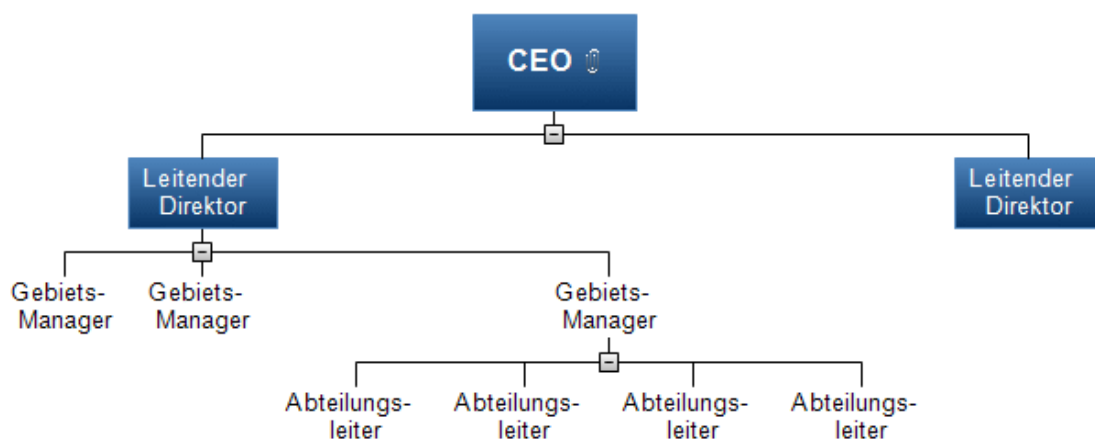 CEO
Leitender
Direktor
Leitender
Direktor
Gebiets-
Manager
Gebiets-
Manager
Gebiets-
Manager
Abteilungs-
leiter
Abteilungs-
leiter
Abteilungs-
leiter
Abteilungs-
leiter